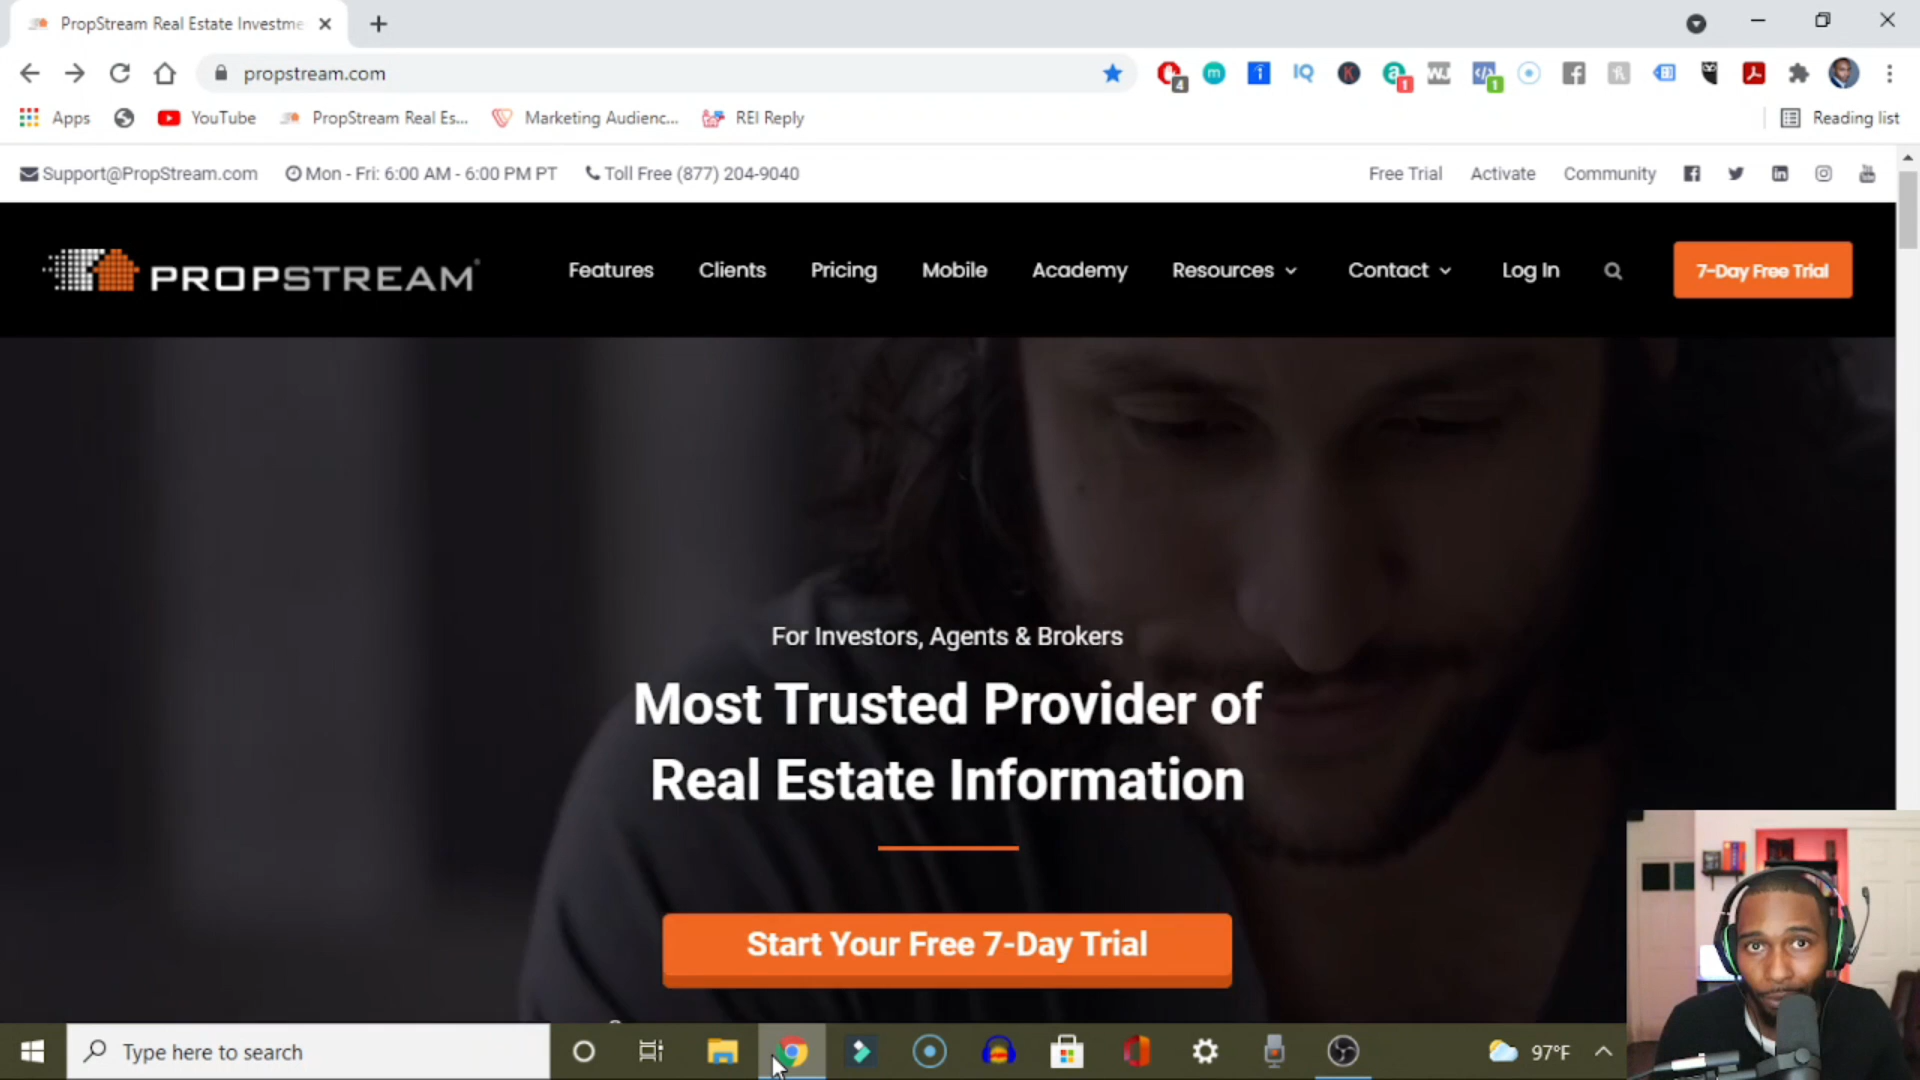 PropStream Real Estate Investme
propstream.com
4
1
1
Apps
YouTube
PropStream Real Es...
Marketing Audienc...
REI Reply
Reading list
Support@PropStream.com
Mon - Fri: 6:00 AM - 6:00 PM PT
Toll Free (877) 204-9040
Free Trial
Activate
Community
PROPSTREAM
Features
Clients
Pricing
Mobile
Academy
Resources
Contact
Log In
7-Day Free Trial
For Investors, Agents & Brokers
Most Trusted Provider of
Real Estate Information
Start Your Free 7-Day Trial
Type here to search
97°F